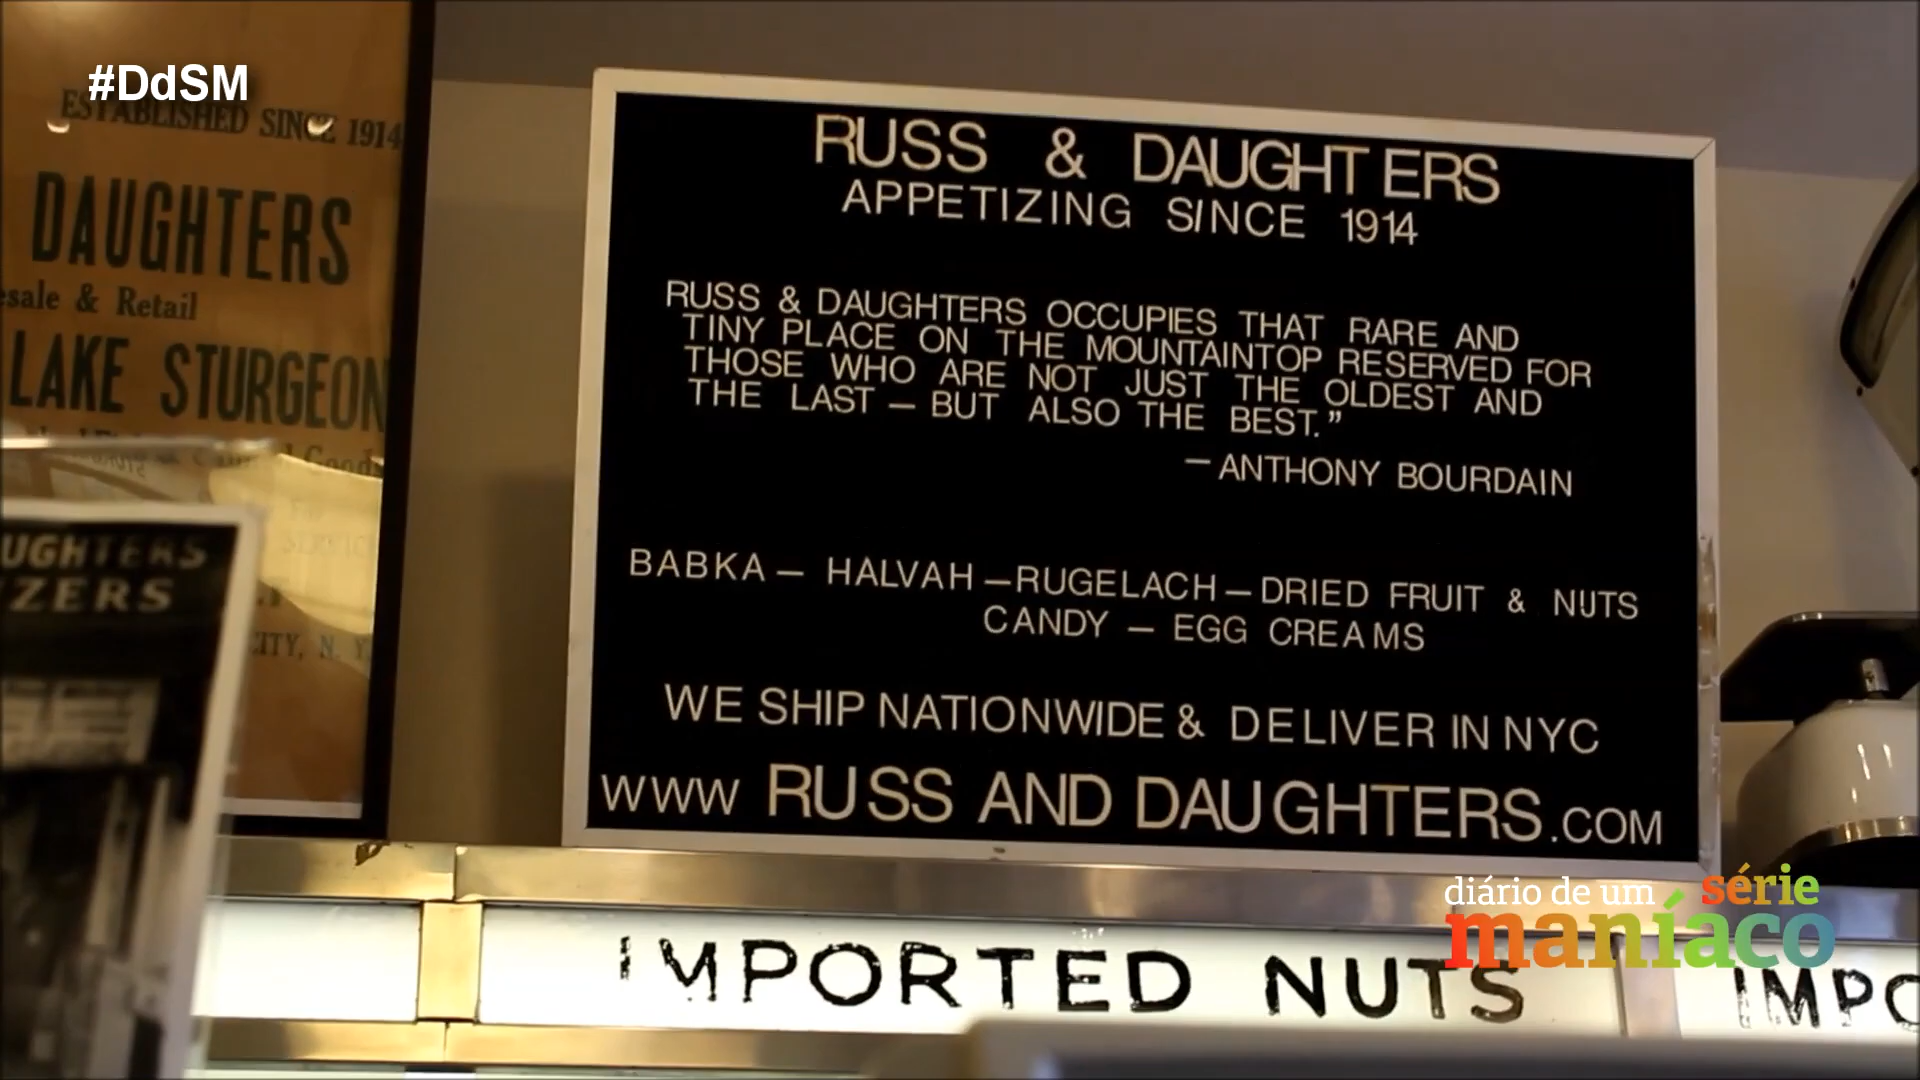 #DdSM
ESTABLISHED SINCE 1914
DAUGHTERS
& Retail
LAKE STURGEON
CITY, N. Y.
UGHTERS
ZERS
RUSS & DAUGHTERS
APPETIZING SINCE 1914
RUSS & DAUGHTERS OCCUPIES THAT RARE AND
TINY PLACE ON THE MOUNTAINTOP RESERVED FOR
THOSE WHO ARE NOT JUST THE OLDEST AND
THE LAST — BUT ALSO THE BEST.”
— ANTHONY BOURDAIN
BABKA — HALVAH — RUGELACH — DRIED FRUIT & NUTS
CANDY — EGG CREAMS
WE SHIP NATIONWIDE & DELIVER IN NYC
WWW RUSS AND DAUGHTERS.COM
diário de um série
maníaco
IMPORTED NUTS
IMPO